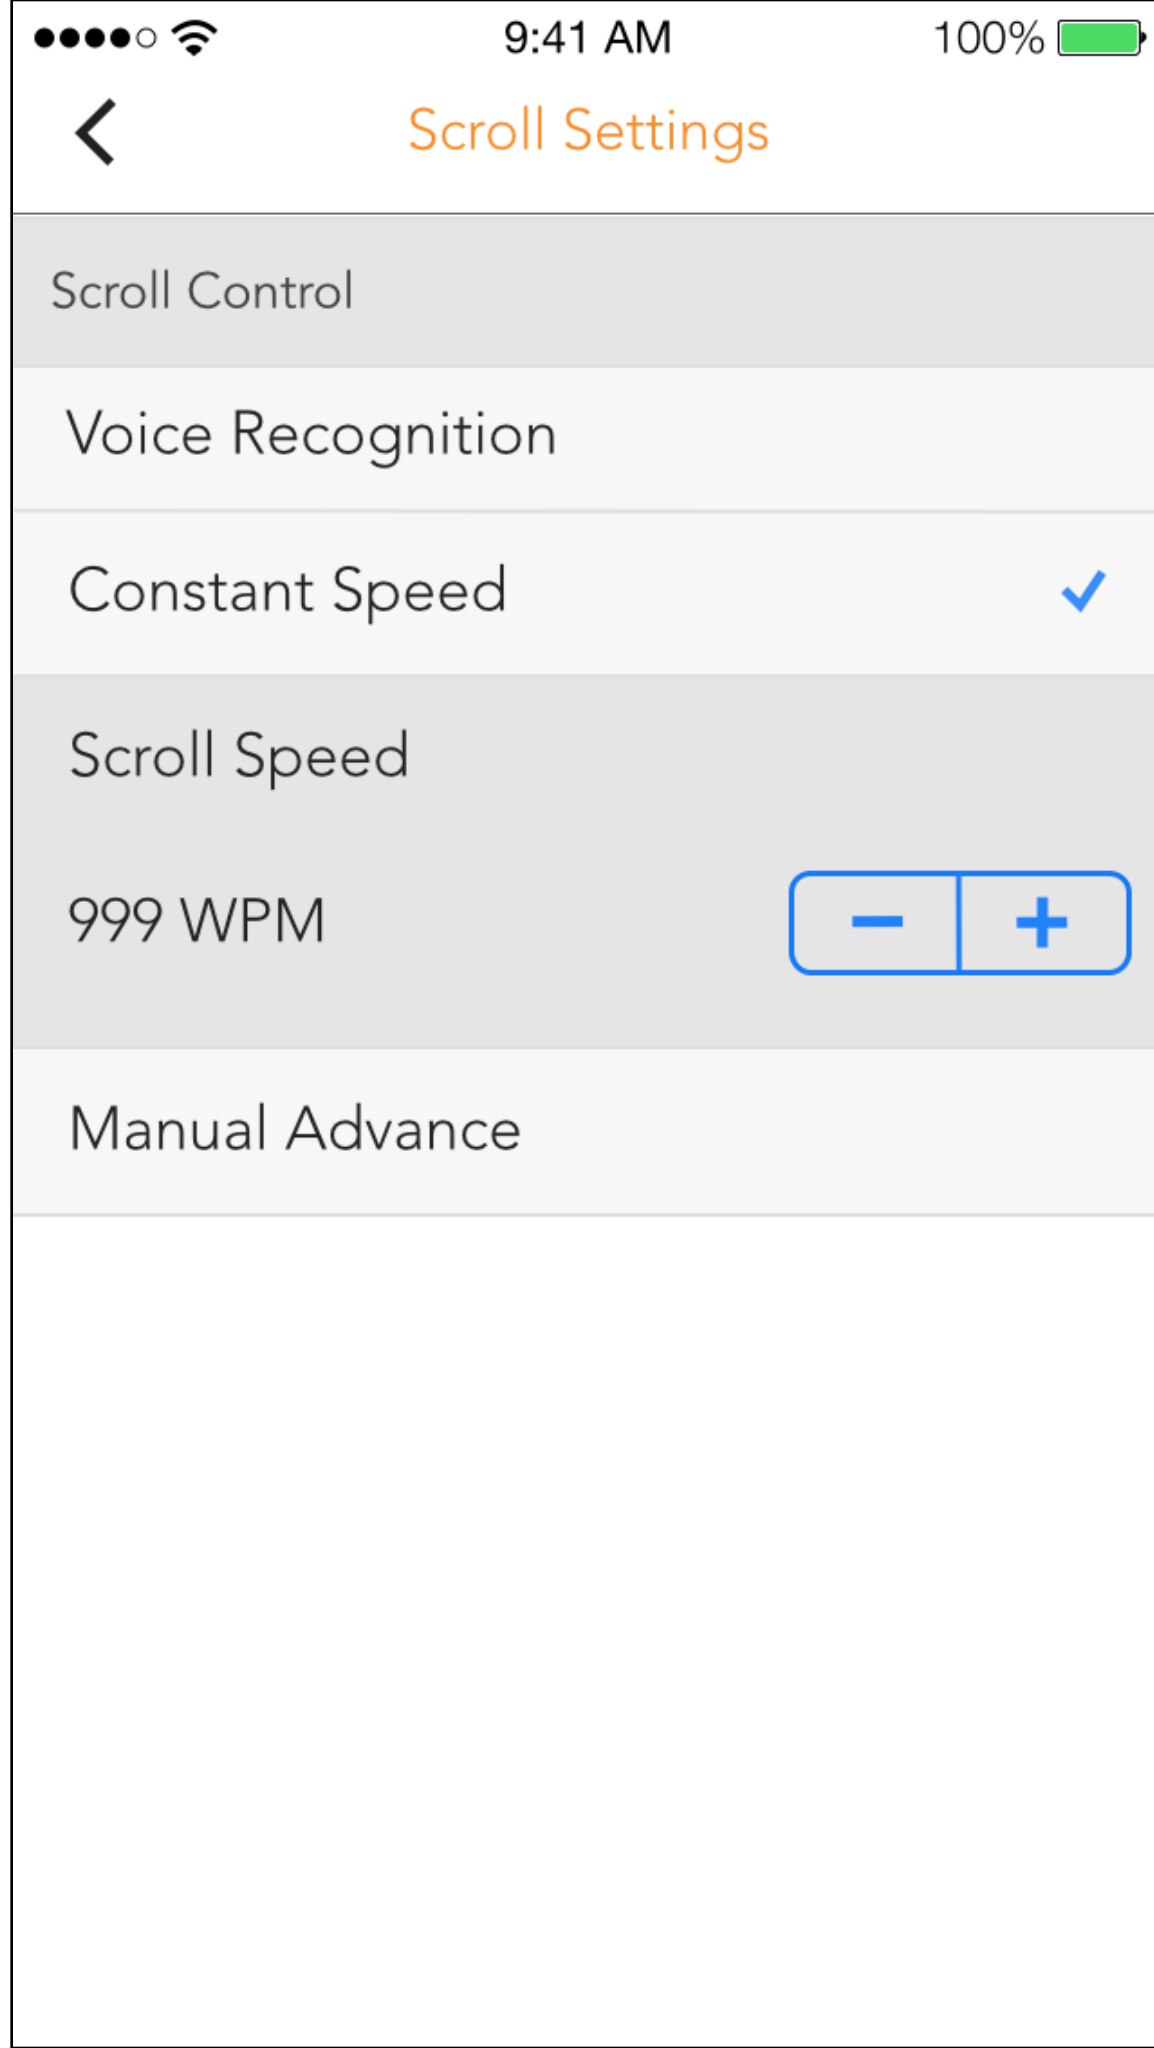 9:41 AM
100%
Scroll Settings
Scroll Control
Voice Recognition
Constant Speed
Scroll Speed
999 WPM
Manual Advance